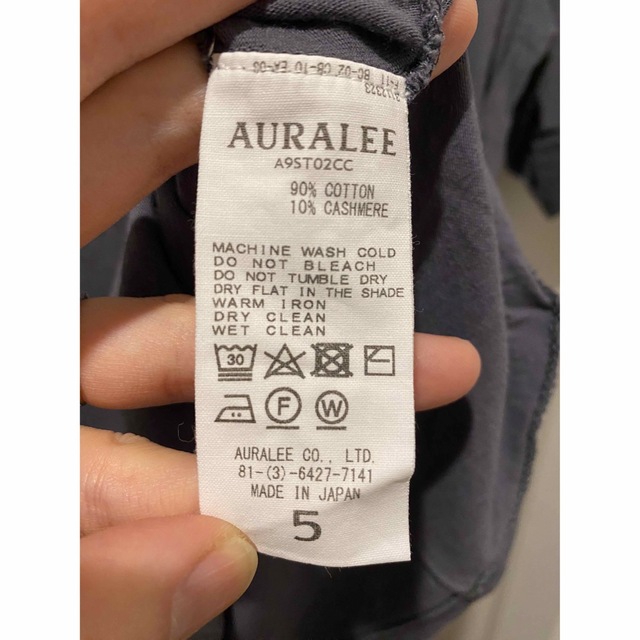 AURALEE
A9ST02CC
90% COTTON
10% CASHMERE
MACHINE WASH COLD
DO NOT BLEACH
DO NOT TUMBLE DRY
DRY FLAT IN THE SHADE
WARM IRON
DRY CLEAN
WET CLEAN
30
F W
AURALEE CO., LTD.
81-(3)-6427-7141
MADE IN JAPAN
5